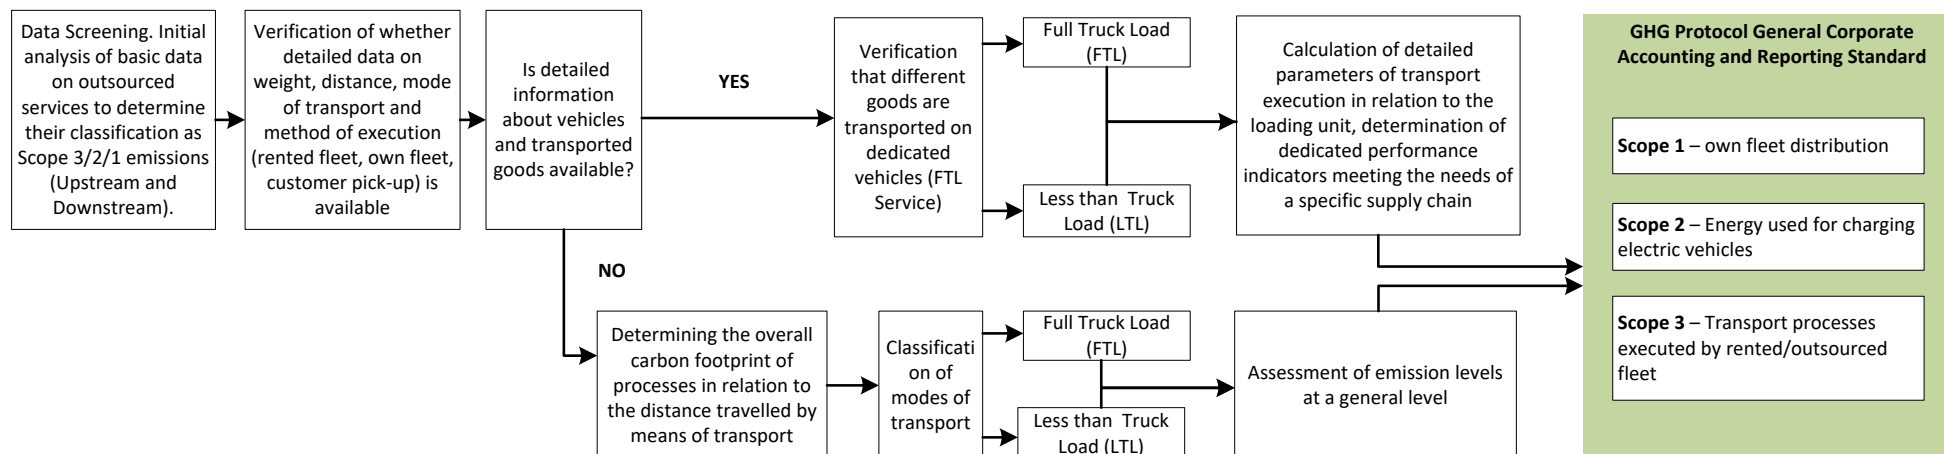 Data Screening. Initial
analysis of basic data
on outsourced
services to determine
their classification as
Scope 3/2/1 emissions
(Upstream and
Downstream).
Verification of whether
detailed data on
weight, distance, mode
of transport and
method of execution
(rented fleet, own fleet,
customer pick-up) is
available
Is detailed
information
about vehicles
and transported
goods available?
YES
Verification
that different
goods are
transported on
dedicated
vehicles (FTL
Service)
Full Truck Load
(FTL)
Less than Truck
Load (LTL)
Calculation of detailed
parameters of transport
execution in relation to the
loading unit, determination of
dedicated performance
indicators meeting the needs of
a specific supply chain
NO
Determining the overall
carbon footprint of
processes in relation to
the distance travelled by
means of transport
Classificati
on of
modes of
transport
Full Truck Load
(FTL)
Less than Truck
Load (LTL)
Assessment of emission levels
at a general level
GHG Protocol General Corporate
Accounting and Reporting Standard
Scope 1 – own fleet distribution
Scope 2 – Energy used for charging
electric vehicles
Scope 3 – Transport processes
executed by rented/outsourced
fleet